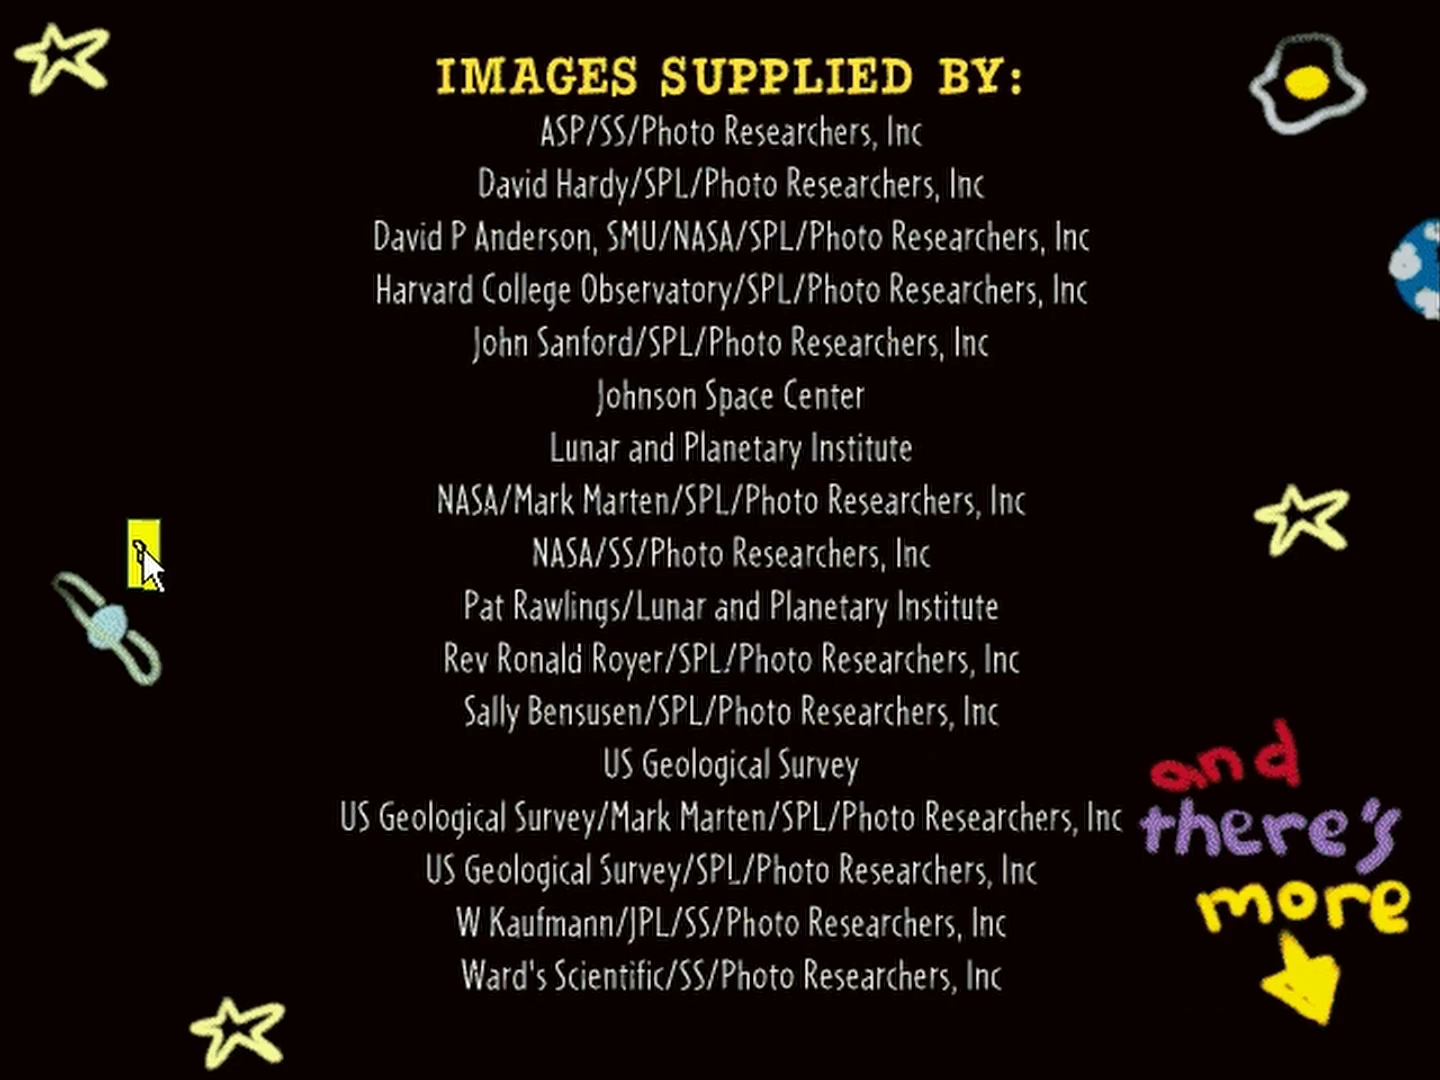 IMAGES SUPPLIED BY:
ASP/SS/Photo Researchers, Inc
David Hardy/SPL/Photo Researchers, Inc
David P Anderson, SMU/NASA/SPL/Photo Researchers, Inc
Harvard College Observatory/SPL/Photo Researchers, Inc
John Sanford/SPL/Photo Researchers, Inc
Johnson Space Center
Lunar and Planetary Institute
NASA/Mark Marten/SPL/Photo Researchers, Inc
NASA/SS/Photo Researchers, Inc
Pat Rawlings/Lunar and Planetary Institute
Rev Ronald Royer/SPL/Photo Researchers, Inc
Sally Bensusen/SPL/Photo Researchers, Inc
US Geological Survey
US Geological Survey/Mark Marten/SPL/Photo Researchers, Inc
US Geological Survey/SPL/Photo Researchers, Inc
W Kaufmann/JPL/SS/Photo Researchers, Inc
Ward's Scientific/SS/Photo Researchers, Inc
and
there's
more